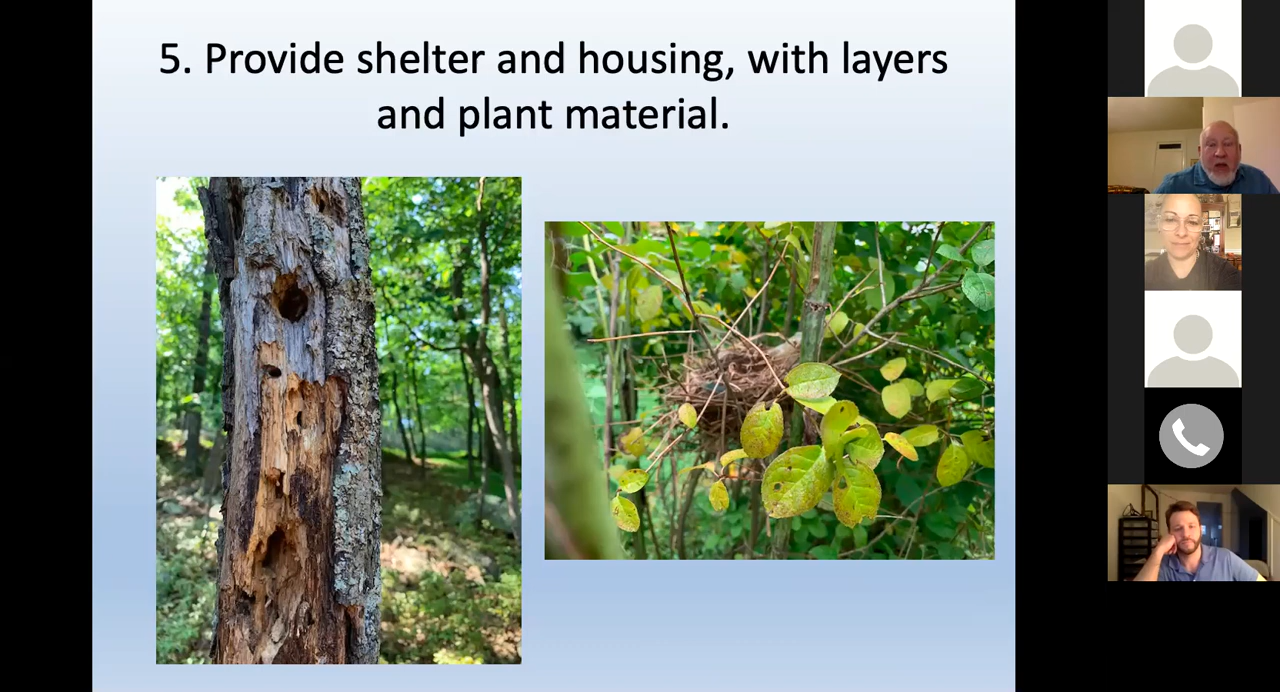 5. Provide shelter and housing, with layers
and plant material.